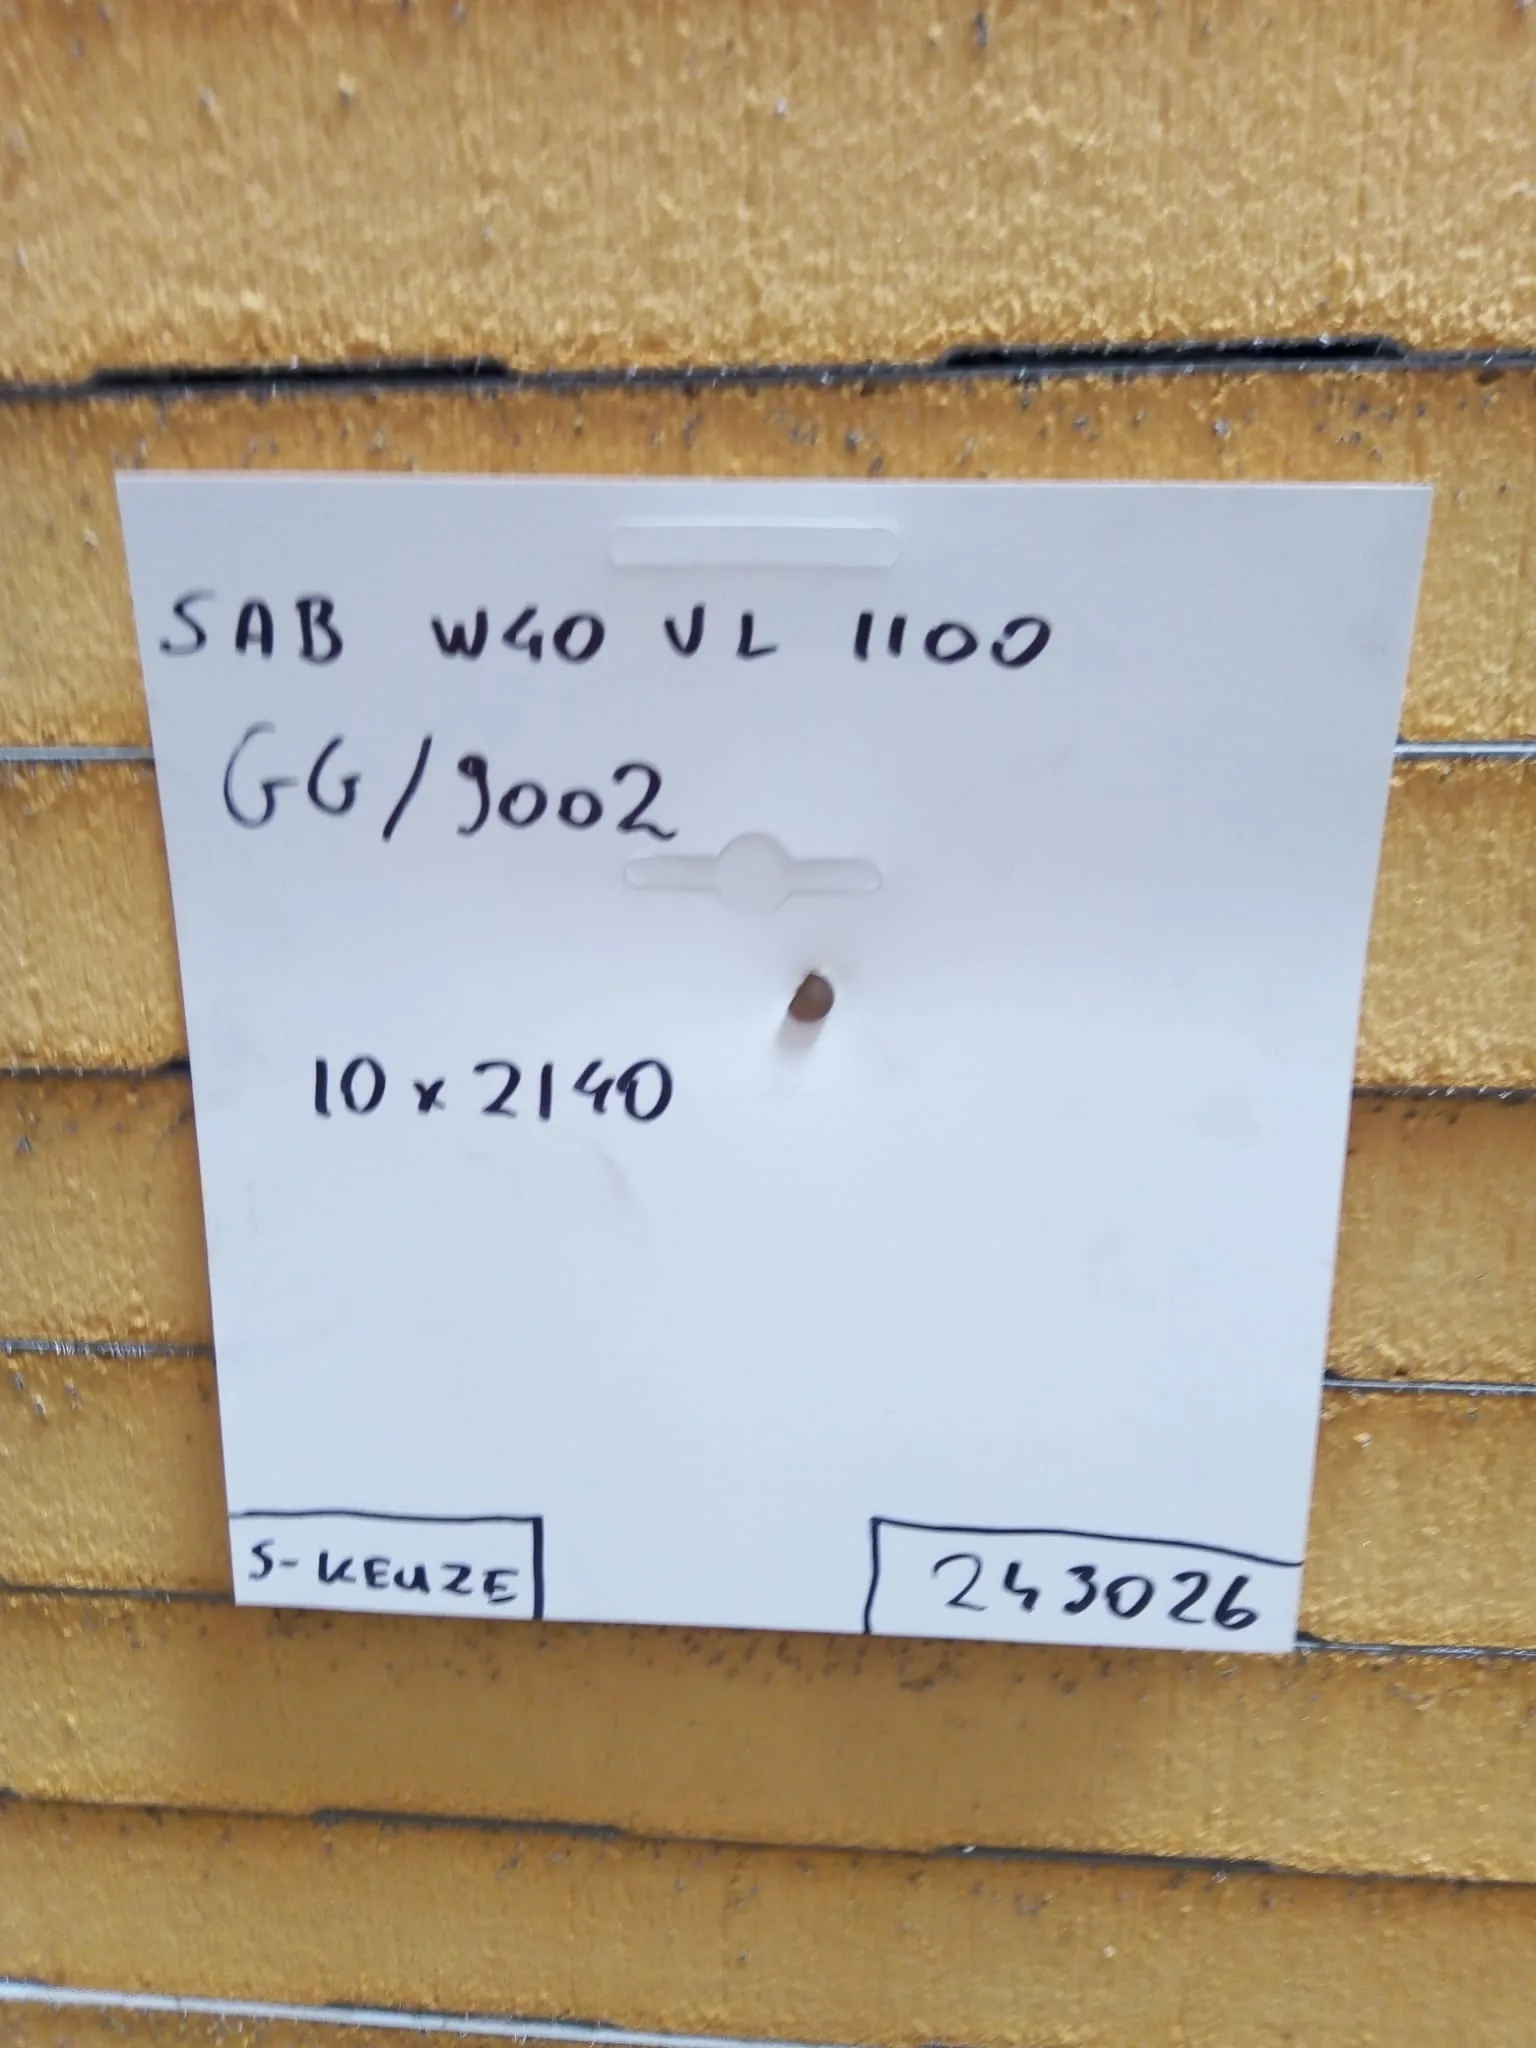 SAB W40 VL 1100
GG/9002
10 x 2140
S-KEUZE
243026